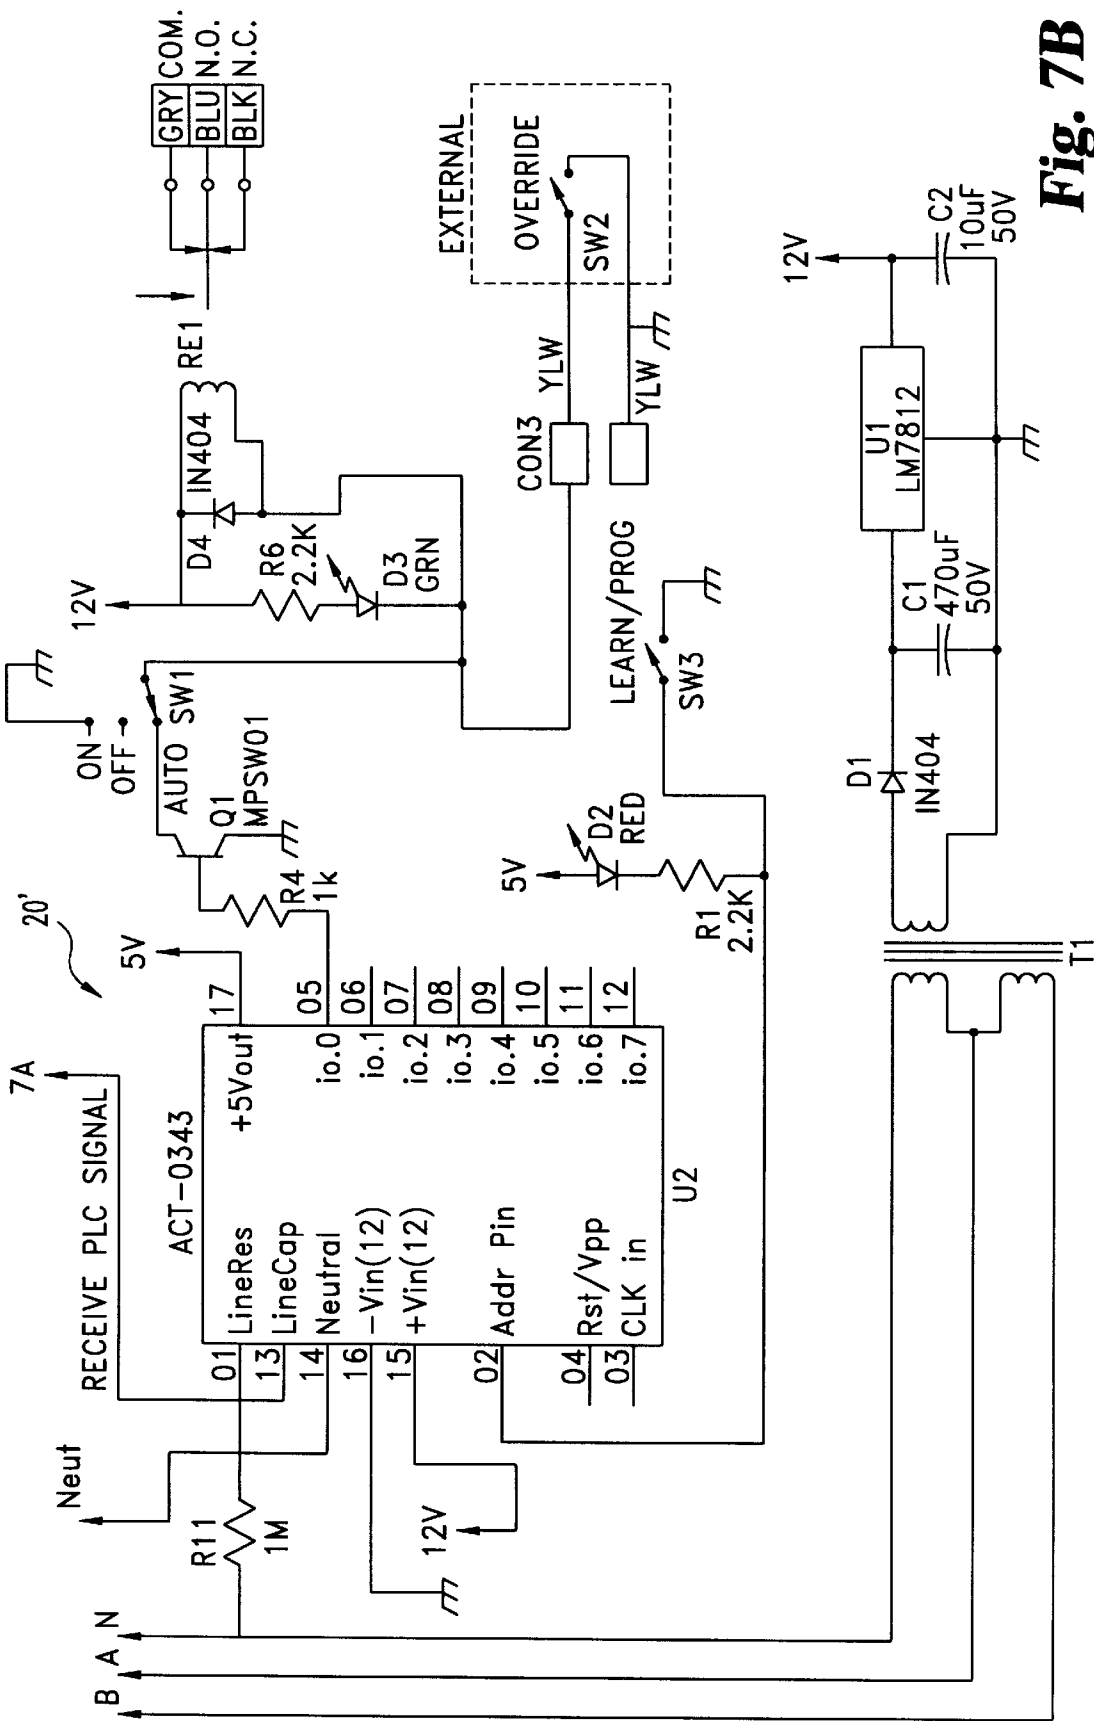 B
A
N
Neut
RECEIVE PLC SIGNAL
7A
20'
R11
1M
12V
ACT-0343
01
13
14
16
15
02
04
03
LineRes
LineCap
Neutral
-Vin(12)
+Vin(12)
Addr Pin
Rst/Vpp
CLK in
+5Vout
io.0
io.1
io.2
io.3
io.4
io.5
io.6
io.7
17
05
06
07
08
09
10
11
12
U2
5V
R4
1k
Q1
MPSW01
ON
OFF
AUTO
SW1
12V
D4
IN404
RE1
R6
2.2K
D3
GRN
GRY COM.
BLU N.O.
BLK N.C.
EXTERNAL
OVERRIDE
SW2
CON3
YLW
YLW
LEARN/PROG
SW3
5V
D2
RED
R1
2.2K
T1
D1
IN404
C1
470uF
50V
U1
LM7812
12V
C2
10uF
50V
Fig. 7B